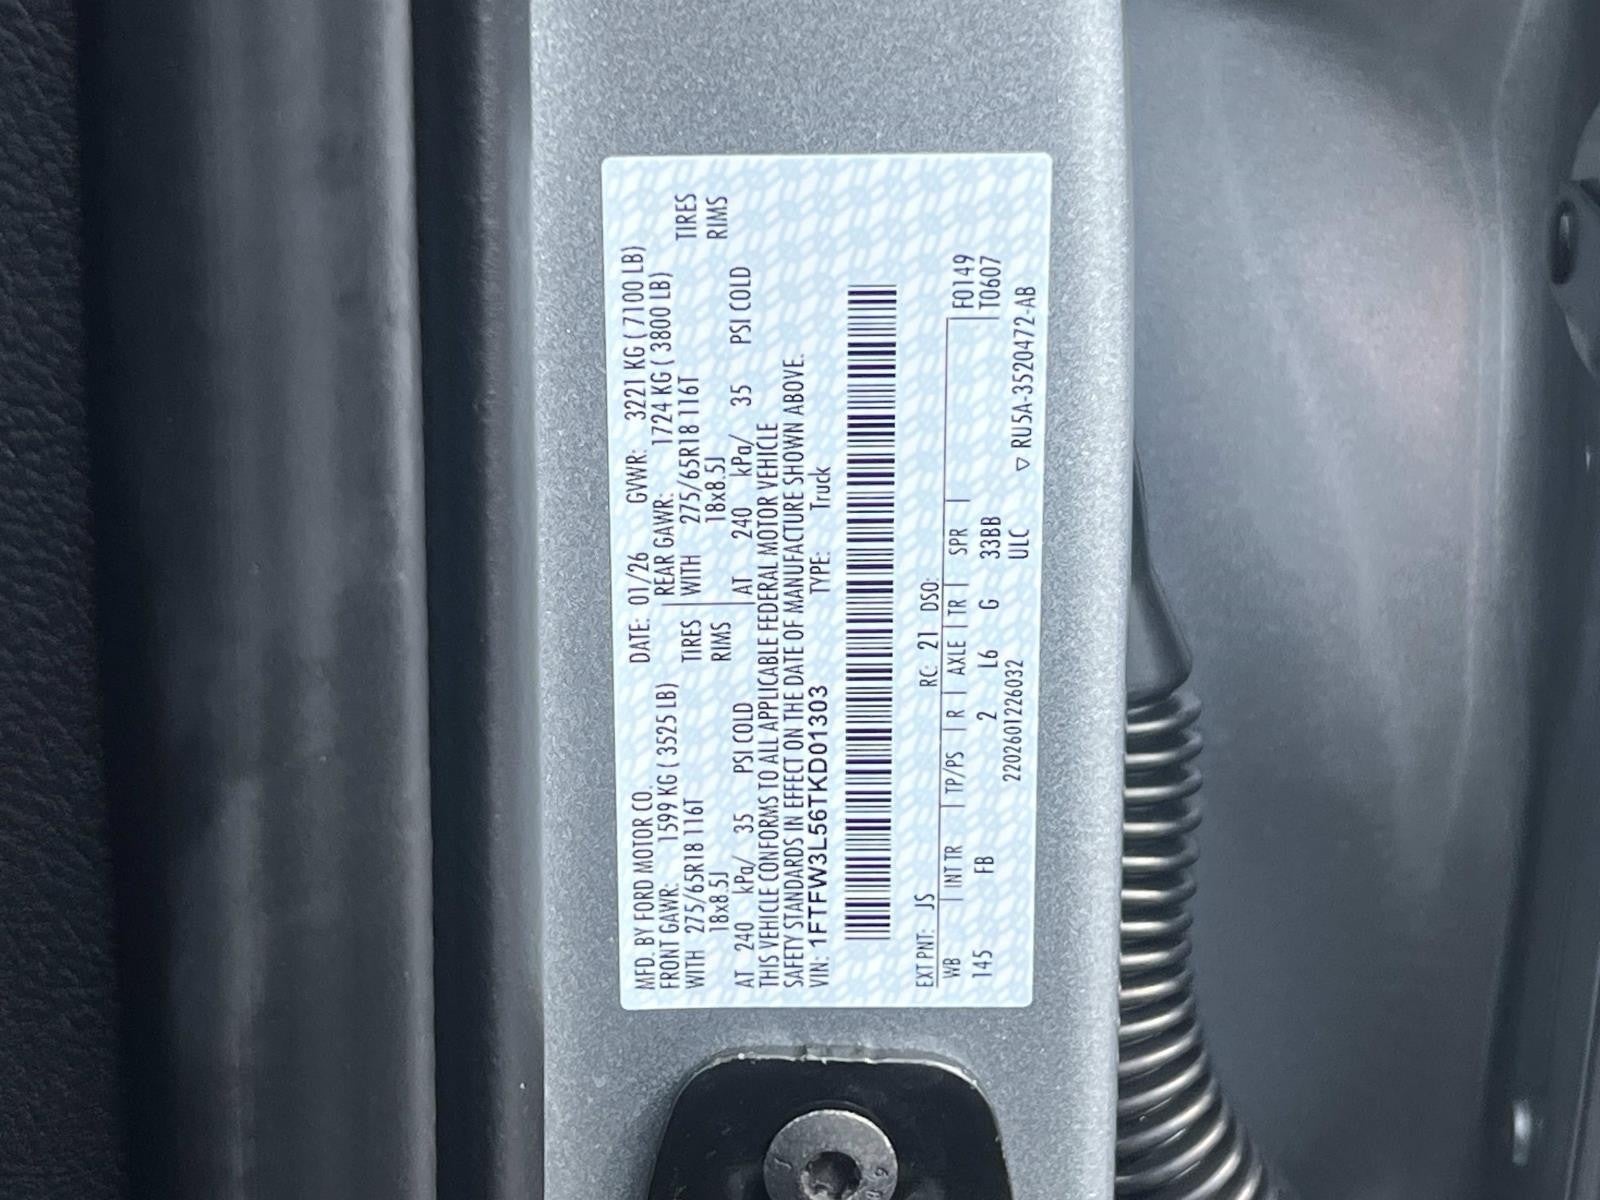 MFD. BY FORD MOTOR CO. DATE: 01/26 GVWR: 3221 KG ( 7100 LB)
FRONT GAWR: 1599 KG ( 3525 LB) REAR GAWR: 1724 KG ( 3800 LB)
WITH 275/65R18 116T TIRES WITH 275/65R18 116T TIRES
18x8.5J RIMS 18x8.5J RIMS
AT 240 kPa/ 35 PSI COLD AT 240 kPa/ 35 PSI COLD
THIS VEHICLE CONFORMS TO ALL APPLICABLE FEDERAL MOTOR VEHICLE
SAFETY STANDARDS IN EFFECT ON THE DATE OF MANUFACTURE SHOWN ABOVE.
VIN: 1FTFW3L56TKD01303 TYPE: Truck
EXT PNT: JS RC: 21 DSO:
WB INT TR TP/PS R AXLE TR SPR F0149
145 FB 2 L6 G 33BB T0607
2202601226032 ULC ▽ RU5A-3520472-AB